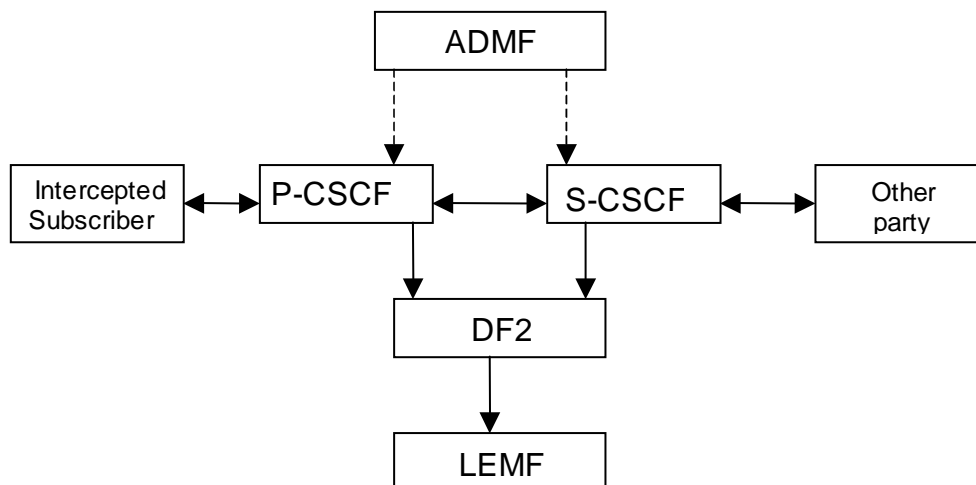 ADMF
Intercepted
Subscriber
P-CSCF
S-CSCF
Other
party
DF2
LEMF